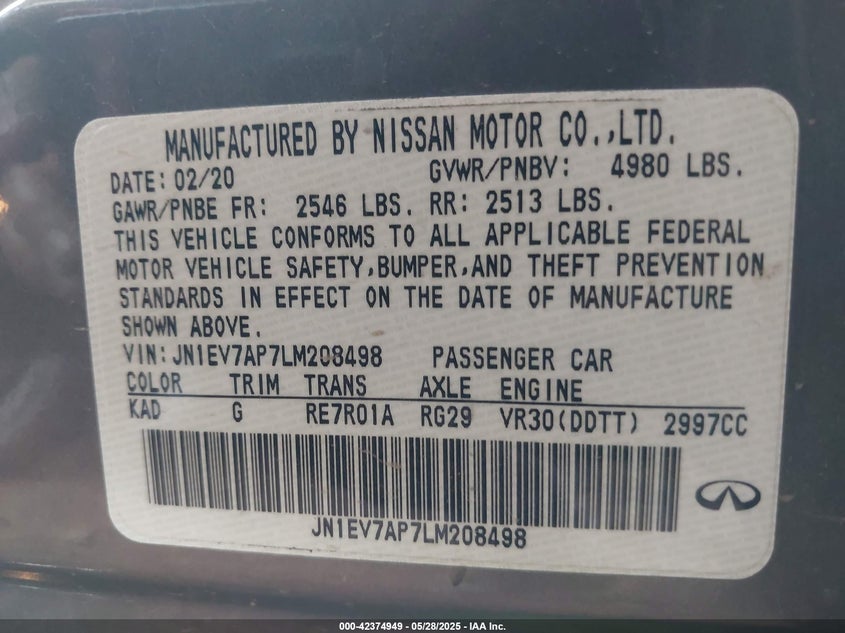 MANUFACTURED BY NISSAN MOTOR CO.,LTD.
DATE: 02/20 GVWR/PNBV: 4980 LBS.
GAWR/PNBE FR: 2546 LBS. RR: 2513 LBS.
THIS VEHICLE CONFORMS TO ALL APPLICABLE FEDERAL
MOTOR VEHICLE SAFETY,BUMPER,AND THEFT PREVENTION
STANDARDS IN EFFECT ON THE DATE OF MANUFACTURE
SHOWN ABOVE.
VIN: JN1EV7AP7LM208498 PASSENGER CAR
COLOR TRIM TRANS AXLE ENGINE
KAD G RE7R01A RG29 VR30(DDTT) 2997CC
JN1EV7AP7LM208498
000-42374949 | 05/28/2025 - IAA Inc.